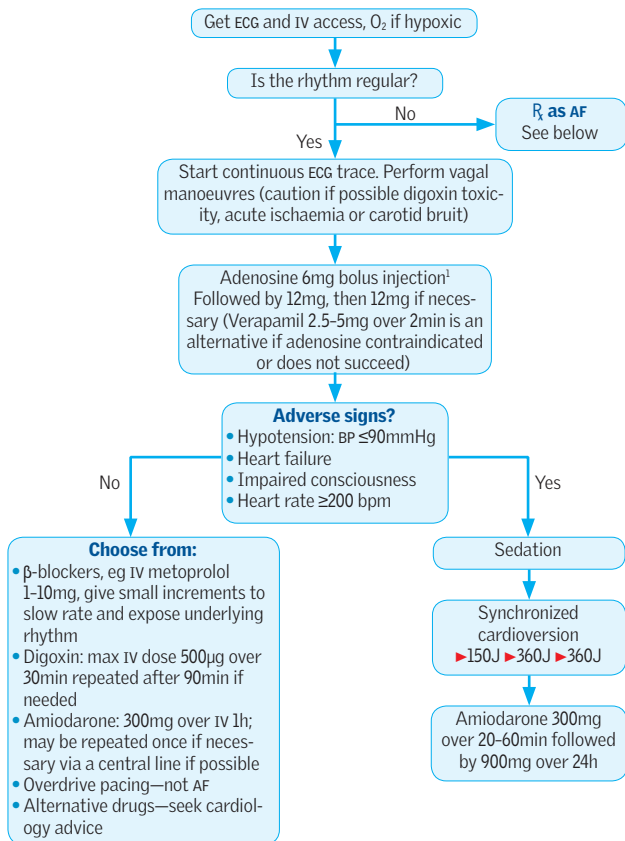 Get ECG and IV access, O₂ if hypoxic
Is the rhythm regular?
No
℞ as AF
See below
Yes
Start continuous ECG trace. Perform vagal
manoeuvres (caution if possible digoxin toxic-
ity, acute ischaemia or carotid bruit)
Adenosine 6mg bolus injection¹
Followed by 12mg, then 12mg if neces-
sary (Verapamil 2.5–5mg over 2min is an
alternative if adenosine contraindicated
or does not succeed)
Adverse signs?
• Hypotension: BP ≤90mmHg
• Heart failure
• Impaired consciousness
• Heart rate ≥200 bpm
No
Yes
Choose from:
• β-blockers, eg IV metoprolol
1–10mg, give small increments to
slow rate and expose underlying
rhythm
• Digoxin: max IV dose 500µg over
30min repeated after 90min if
needed
• Amiodarone: 300mg over IV 1h;
may be repeated once if neces-
sary via a central line if possible
• Overdrive pacing—not AF
• Alternative drugs—seek cardiol-
ogy advice
Sedation
Synchronized
cardioversion
►150J ►360J ►360J
Amiodarone 300mg
over 20–60min followed
by 900mg over 24h